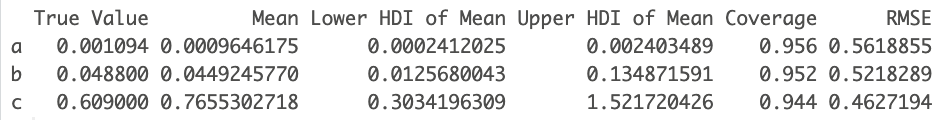 True Value Mean Lower HDI of Mean Upper HDI of Mean Coverage RMSE
a 0.001094 0.0009646175 0.0002412025 0.002403489 0.956 0.5618855
b 0.048800 0.0449245770 0.0125680043 0.134871591 0.952 0.5218289
c 0.609000 0.7655302718 0.3034196309 1.521720426 0.944 0.4627194